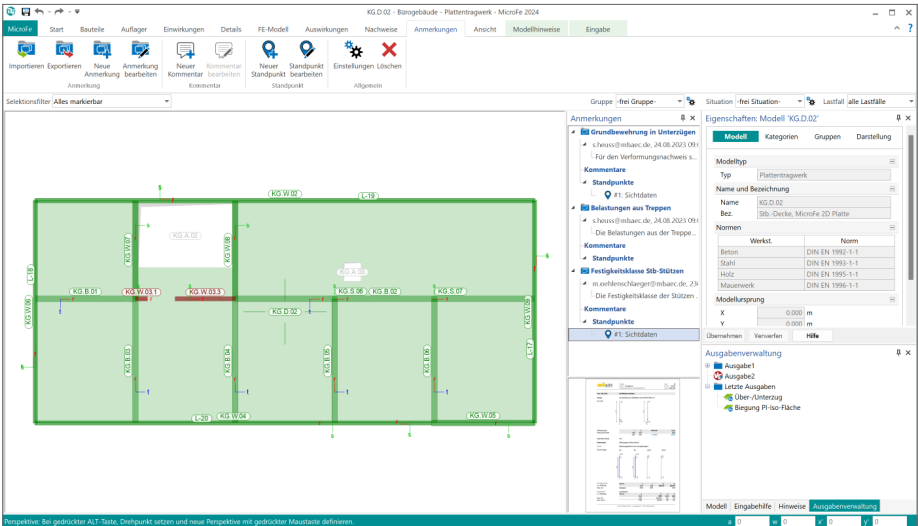 KG.D.02 - Bürogebäude - Plattentragwerk - MicroFe 2024
MicroFe Start Bauteile Auflager Einwirkungen Details FE-Modell Auswirkungen Nachweise Anmerkungen Ansicht Modellhinweise Eingabe
Importieren Exportieren Neue Anmerkung Anmerkung bearbeiten Neuer Kommentar Kommentar bearbeiten Neuer Standpunkt Standpunkt bearbeiten Einstellungen Löschen
Anmerkung Kommentar Standpunkt Allgemein
Selektionsfilter Alles markierbar Gruppe -frei Gruppe- Situation -frei Situation- Lastfall alle Lastfälle
KG.W.02
L-19
KG.A.02
KG.W.07
KG.W.08
KG.A.03
L-18
KG.B.01
KG.W.03.1
KG.W.03.3
KG.S.06
KG.B.02
KG.S.07
KG.W.06
KG.D.02
KG.W.09
L-17
KG.B.03
KG.B.04
KG.B.05
KG.B.06
L-20
KG.W.04
KG.W.05
Anmerkungen
Grundbewehrung in Unterzügen
s.heuss@mbaec.de, 24.08.2023 09:
Für den Verformungsnachweis s...
Kommentare
Standpunkte
#1: Sichtdaten
Belastungen aus Treppen
s.heuss@mbaec.de, 24.08.2023 09:
Die Belastungen aus der Treppe...
Kommentare
Standpunkte
Festigkeitsklasse Stb-Stützen
m.oehlenschlaerger@mbaec.de, 23
Die Festigkeitsklasse der Stützen .
Kommentare
Standpunkte
#1: Sichtdaten
Eigenschaften: Modell 'KG.D.02'
Modell Kategorien Gruppen Darstellung
Modelltyp
Typ Plattentragwerk
Name und Bezeichnung
Name KG.D.02
Bez. Stb.-Decke, MicroFe 2D Platte
Normen
Werkst. Norm
Beton DIN EN 1992-1-1
Stahl DIN EN 1993-1-1
Holz DIN EN 1995-1-1
Mauerwerk DIN EN 1996-1-1
Modellursprung
X 0.000 m
Y 0.000 m
Übernehmen Verwerfen Hilfe
Ausgabenverwaltung
Ausgabe1
Ausgabe2
Letzte Ausgaben
Über-/Unterzug
Biegung Pl-Iso-Fläche
Modell Eingabehilfe Hinweise Ausgabenverwaltung
Perspektive: Bei gedrückter ALT-Taste, Drehpunkt setzen und neue Perspektive mit gedrückter Maustaste definieren. a 0 w 0 x' 0 y' 0